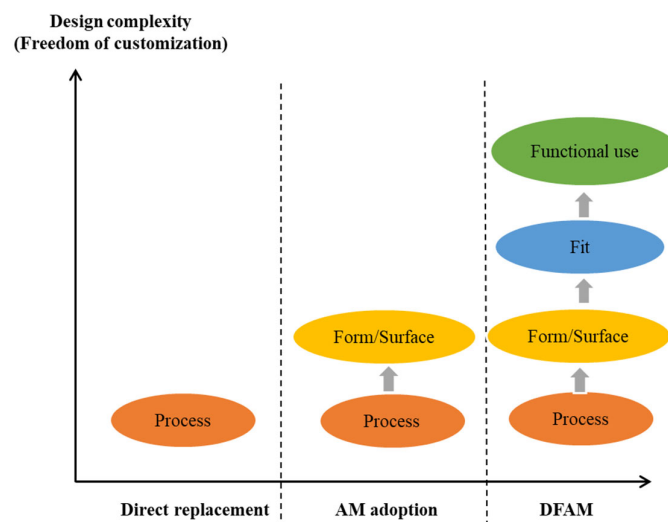 Design complexity
(Freedom of customization)
Functional use
Fit
Form/Surface
Form/Surface
Process
Process
Process
Direct replacement
AM adoption
DFAM